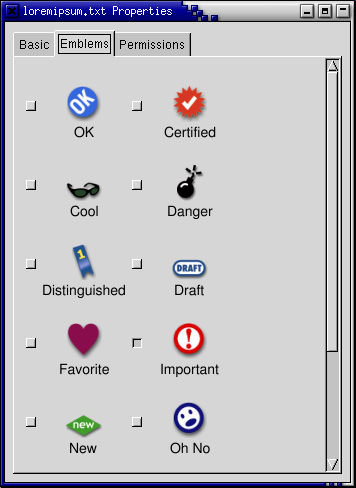 loremipsum.txt Properties
Basic Emblems Permissions
OK
OK Certified
Cool Danger
1
DRAFT
Distinguished Draft
!
Favorite Important
new
New Oh No